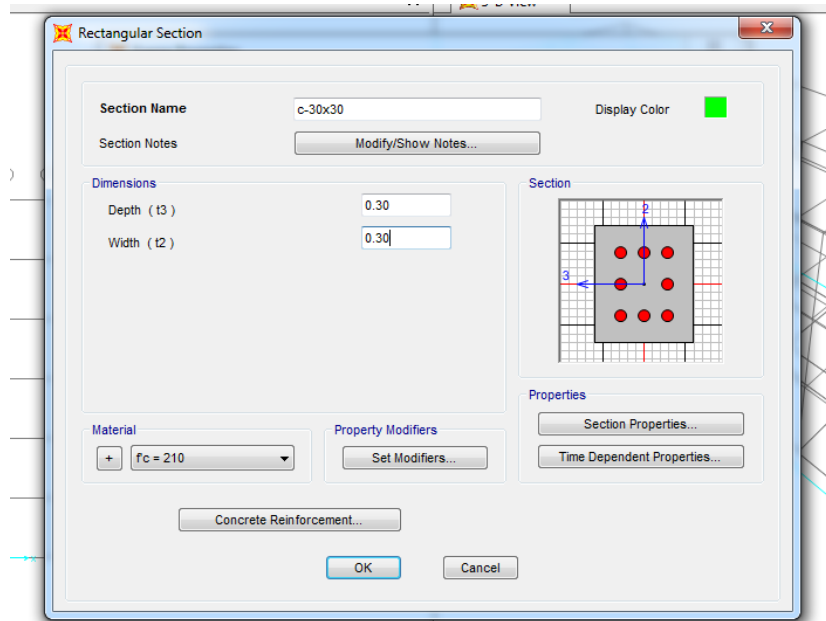 3-D View
Rectangular Section
Section Name
c-30x30
Display Color
Section Notes
Modify/Show Notes...
Dimensions
Depth ( t3 )
0.30
Width ( t2 )
0.30
Section
2
3
Properties
Section Properties...
Time Dependent Properties...
Material
+
f'c = 210
Property Modifiers
Set Modifiers...
Concrete Reinforcement...
OK
Cancel